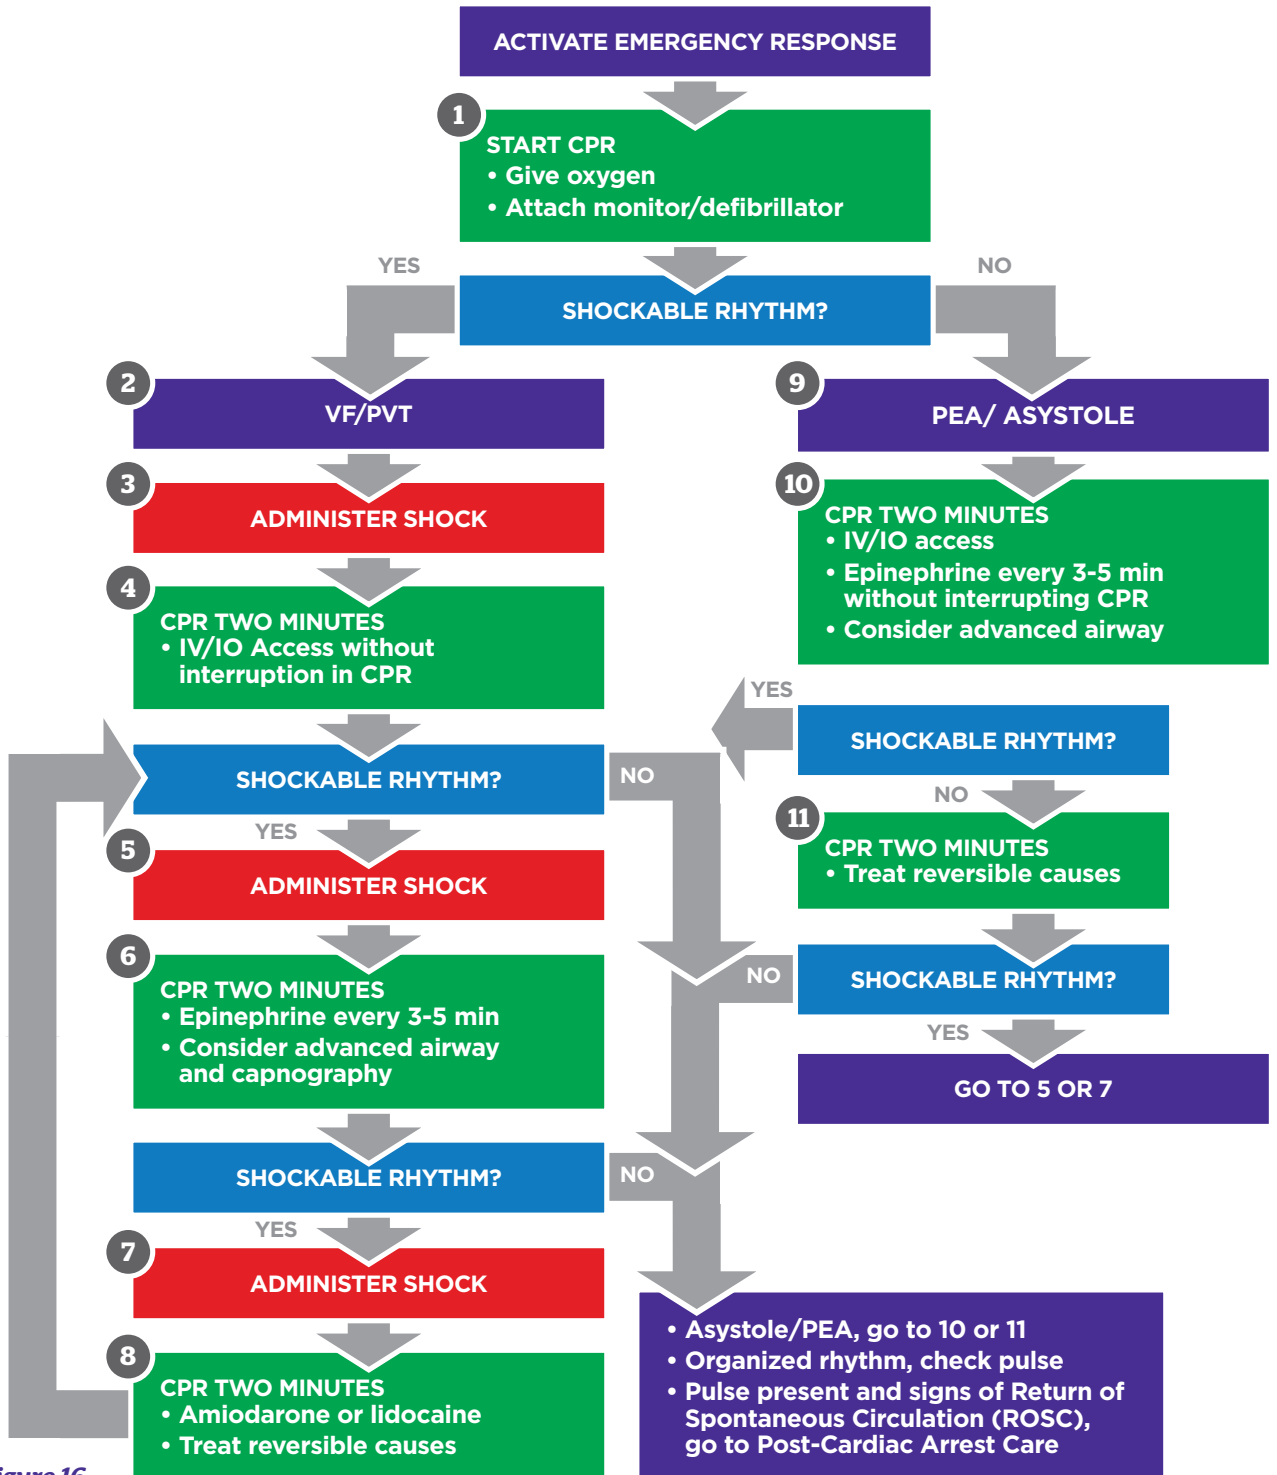 ACTIVATE EMERGENCY RESPONSE
1
START CPR
• Give oxygen
• Attach monitor/defibrillator
YES
NO
SHOCKABLE RHYTHM?
2
VF/PVT
3
ADMINISTER SHOCK
4
CPR TWO MINUTES
• IV/IO Access without
interruption in CPR
SHOCKABLE RHYTHM?
NO
YES
5
ADMINISTER SHOCK
6
CPR TWO MINUTES
• Epinephrine every 3-5 min
• Consider advanced airway
and capnography
SHOCKABLE RHYTHM?
NO
YES
7
ADMINISTER SHOCK
8
CPR TWO MINUTES
• Amiodarone or lidocaine
• Treat reversible causes
9
PEA/ ASYSTOLE
10
CPR TWO MINUTES
• IV/IO access
• Epinephrine every 3-5 min
without interrupting CPR
• Consider advanced airway
YES
SHOCKABLE RHYTHM?
NO
11
CPR TWO MINUTES
• Treat reversible causes
NO
SHOCKABLE RHYTHM?
YES
GO TO 5 OR 7
• Asystole/PEA, go to 10 or 11
• Organized rhythm, check pulse
• Pulse present and signs of Return of
Spontaneous Circulation (ROSC),
go to Post-Cardiac Arrest Care
igure 16